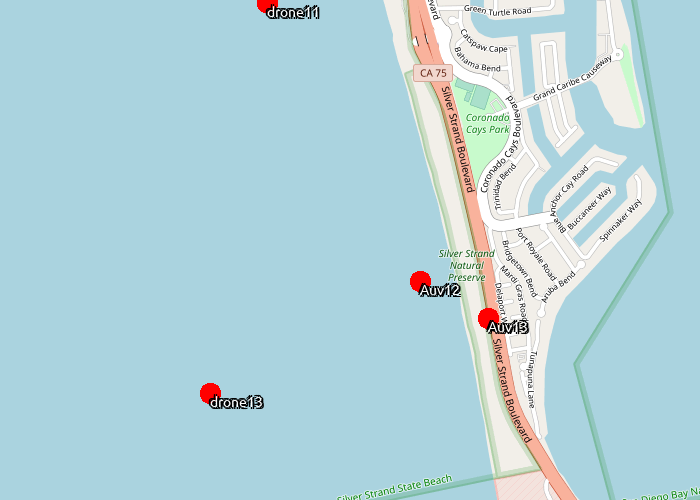 drone11
Boulevard
Green Turtle Road
Catspaw Cape
Bahama Bend
CA 75
Grand Caribe Causeway
Silver Strand Boulevard
Coronado
Cays Park
Coronado Cays Boulevard
Trinidad Bend
Anchor Cay Road
Buccaneer Way
Spinnaker Way
Port Royale Road
Bridgetown Bend
Mardi Gras Road
Aruba Bend
Silver Strand
Natural
Preserve
Auv12
Auv13
Silver Strand Boulevard
Tunapuna Lane
drone13
Silver Strand State Beach